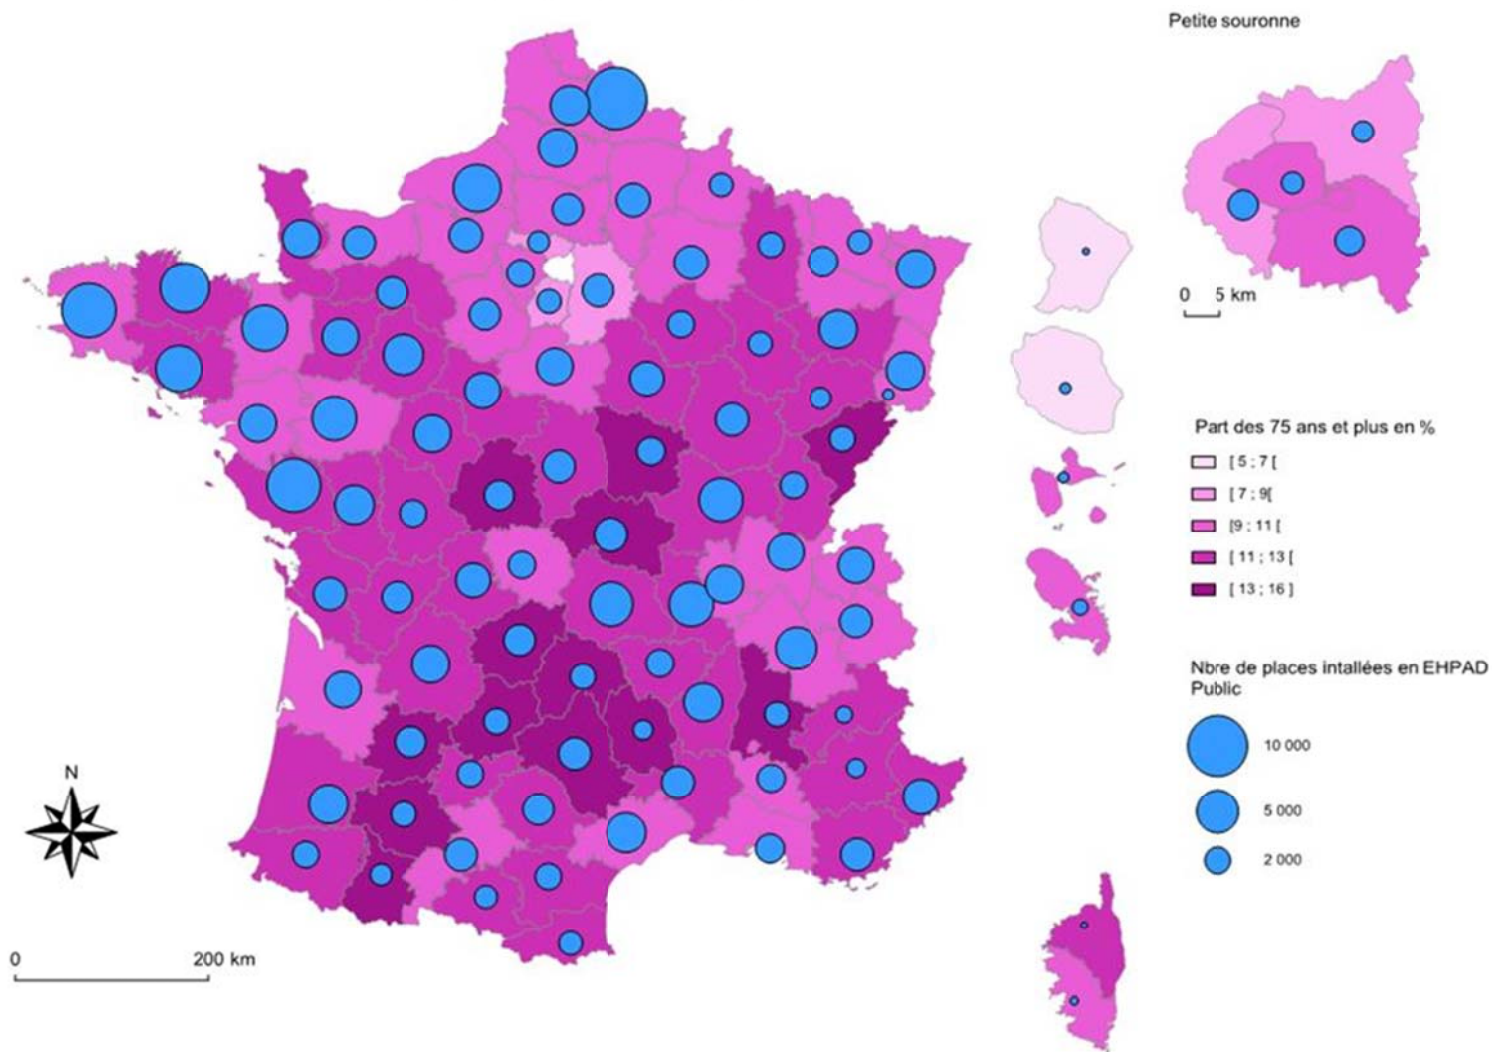 Petite souronne
0 5 km
Part des 75 ans et plus en %
[ 5 ; 7 [
[ 7 ; 9[
[9 ; 11 [
[ 11 ; 13 [
[ 13 ; 16 ]
Nbre de places intallées en EHPAD
Public
10 000
5 000
2 000
N
0 200 km